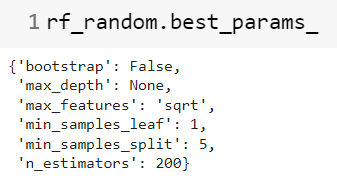 1 rf_random.best_params_
{'bootstrap': False,
'max_depth': None,
'max_features': 'sqrt',
'min_samples_leaf': 1,
'min_samples_split': 5,
'n_estimators': 200}